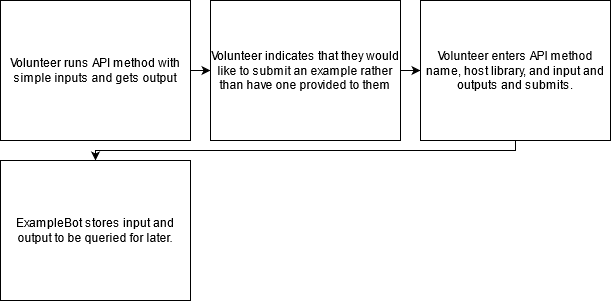 Volunteer runs API method with
simple inputs and gets output
Volunteer indicates that they would
like to submit an example rather
than have one provided to them
Volunteer enters API method
name, host library, and input and
outputs and submits.
ExampleBot stores input and
output to be queried for later.